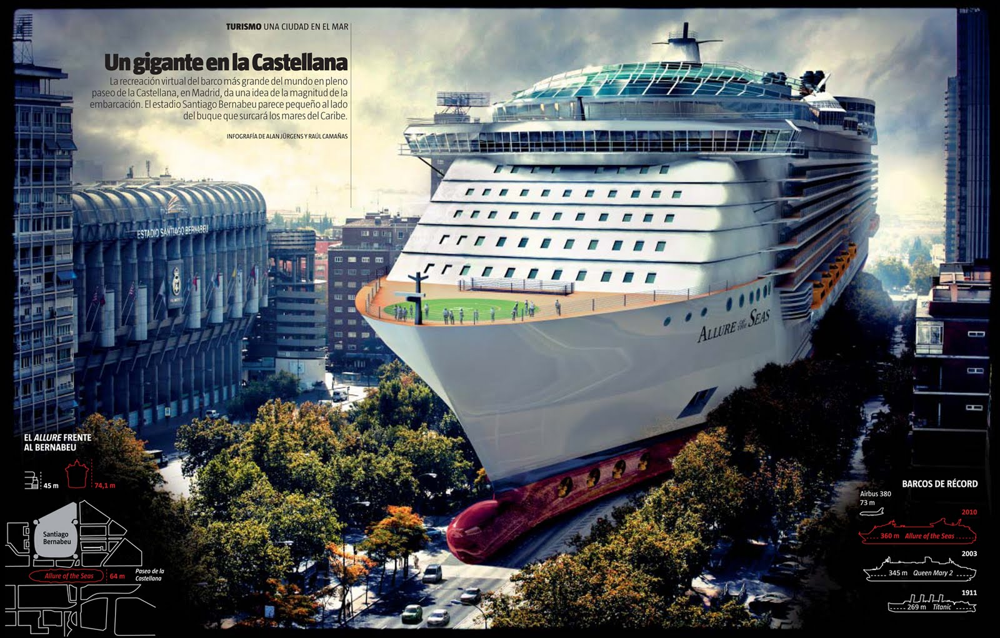 TURISMO UNA CIUDAD EN EL MAR
Un gigante en la Castellana
La recreación virtual del barco más grande del mundo en pleno
paseo de la Castellana, en Madrid, da una idea de la magnitud de la
embarcación. El estadio Santiago Bernabeu parece pequeño al lado
del buque que surcará los mares del Caribe.
INFOGRAFÍA DE ALAN JÜRGENS Y RAÚL CAMAÑAS
ESTADIO SANTIAGO BERNABEU
ALLURE OF THE SEAS
EL ALLURE FRENTE
AL BERNABEU
45 m
74,1 m
Santiago
Bernabeu
Allure of the Seas
64 m
Paseo de la
Castellana
BARCOS DE RÉCORD
Airbus 380
73 m
2010
360 m Allure of the Seas
2003
345 m Queen Mary 2
1911
269 m Titanic